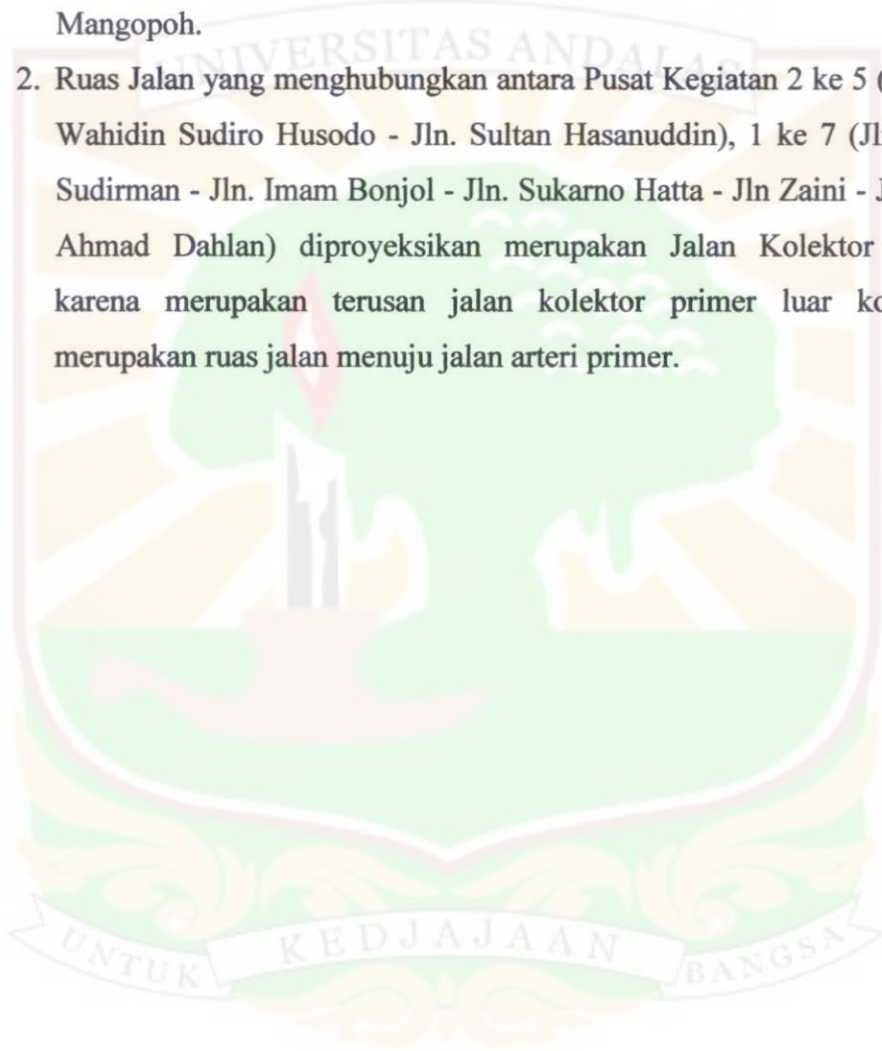 Mangopoh.
UNIVERSITAS ANDALAS
2. Ruas Jalan yang menghubungkan antara Pusat Kegiatan 2 ke 5 (
Wahidin Sudiro Husodo - Jln. Sultan Hasanuddin), 1 ke 7 (Jl
Sudirman - Jln. Imam Bonjol - Jln. Sukarno Hatta - Jln Zaini - J
Ahmad Dahlan) diproyeksikan merupakan Jalan Kolektor
karena merupakan terusan jalan kolektor primer luar ko
merupakan ruas jalan menuju jalan arteri primer.
UNTUK KEDJAJAAN BANGSA